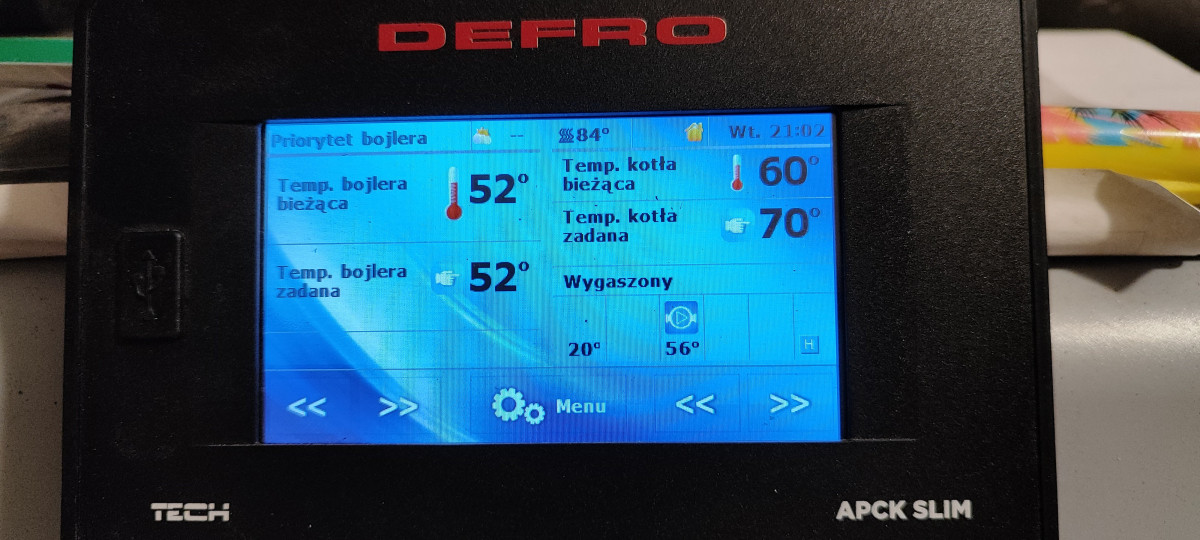 DEFRO
Priorytet bojlera
--
84°
Wt. 21:02
Temp. bojlera
bieżąca
52°
Temp. kotła
bieżąca
60°
Temp. kotła
zadana
70°
Temp. bojlera
zadana
52°
Wygaszony
20°
56°
H
<< >>
Menu
<< >>
TECH
APCK SLIM